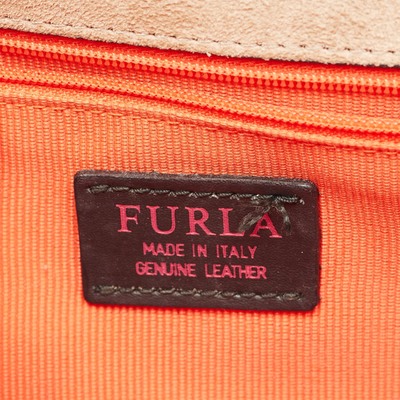 FURLA
MADE IN ITALY
GENUINE LEATHER